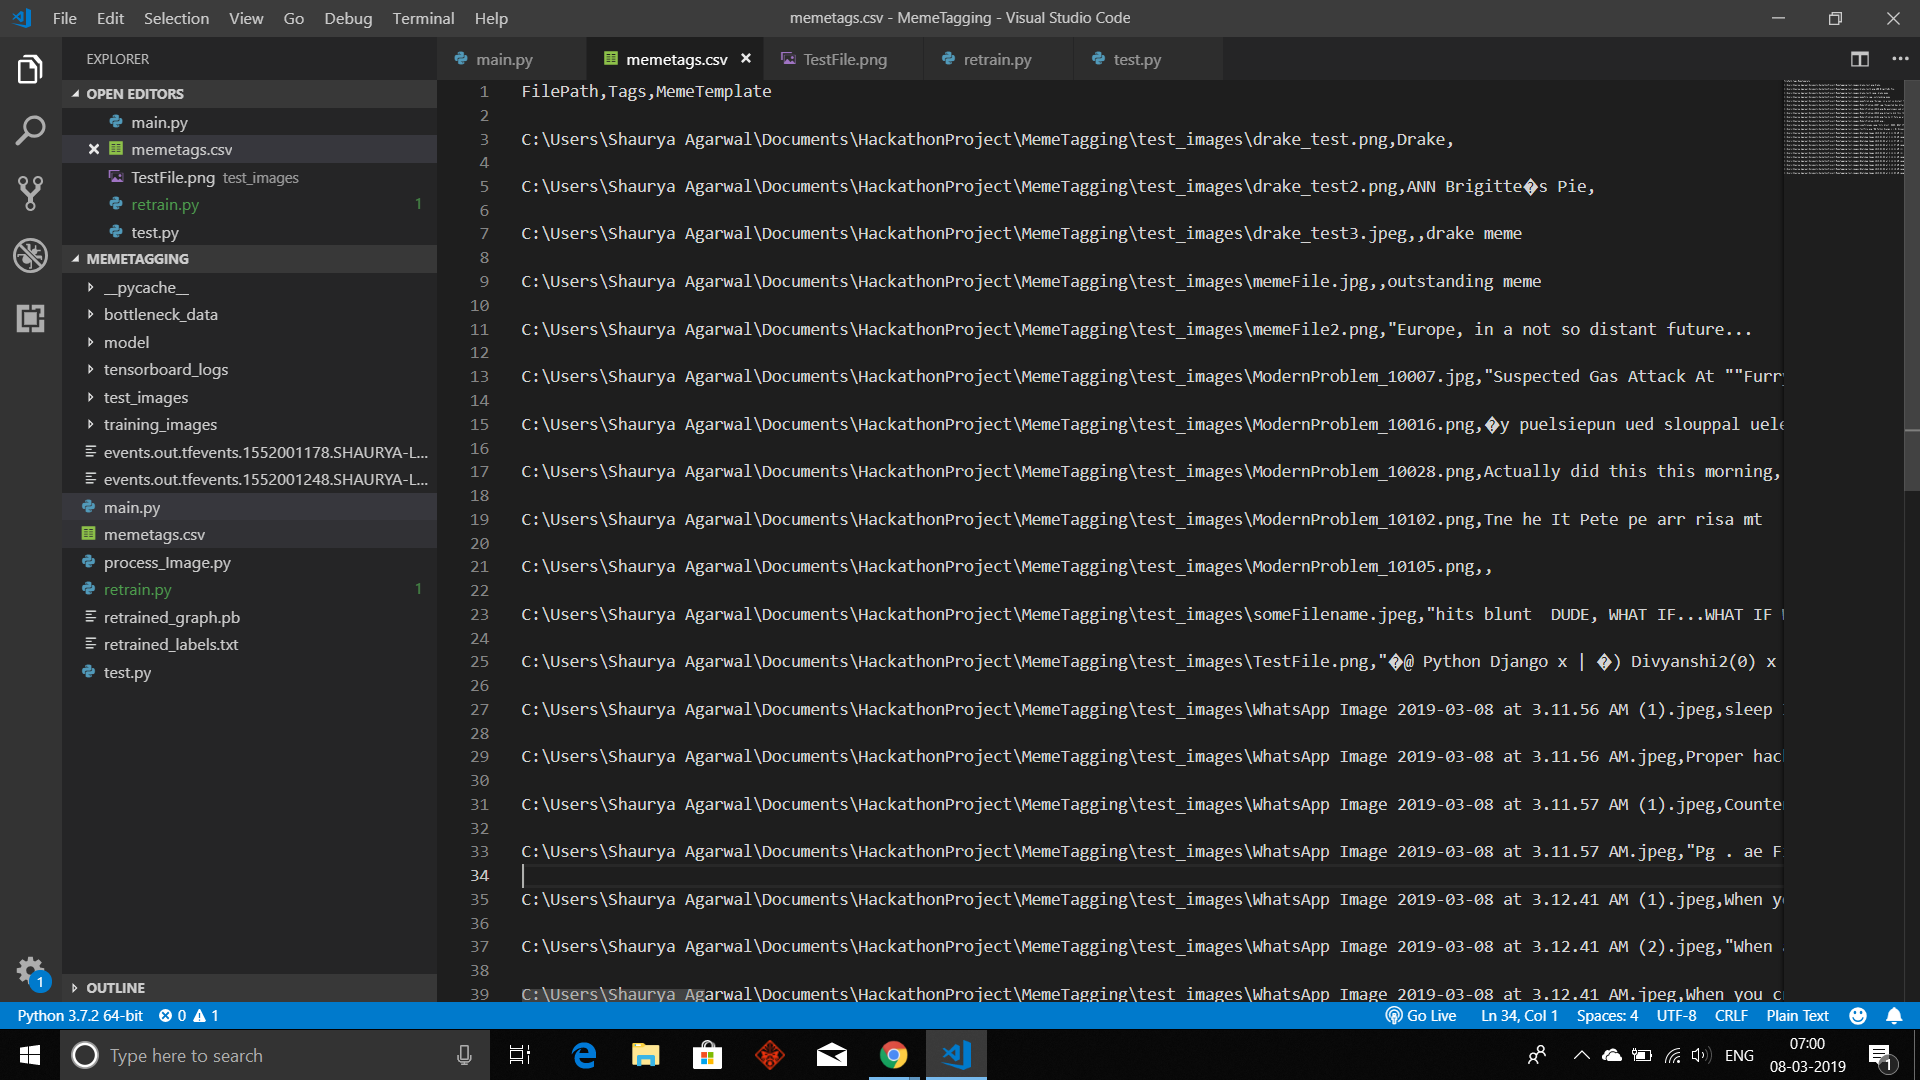 File Edit Selection View Go Debug Terminal Help
memetags.csv - MemeTagging - Visual Studio Code
EXPLORER
main.py
memetags.csv
TestFile.png
retrain.py
test.py
OPEN EDITORS
main.py
memetags.csv
TestFile.png test_images
retrain.py 1
test.py
MEMETAGGING
__pycache__
bottleneck_data
model
tensorboard_logs
test_images
training_images
events.out.tfevents.1552001178.SHAURYA-L...
events.out.tfevents.1552001248.SHAURYA-L...
main.py
memetags.csv
process_Image.py
retrain.py 1
retrained_graph.pb
retrained_labels.txt
test.py
OUTLINE
1 FilePath,Tags,MemeTemplate
2
3 C:\Users\Shaurya Agarwal\Documents\HackathonProject\MemeTagging\test_images\drake_test.png,Drake,
4
5 C:\Users\Shaurya Agarwal\Documents\HackathonProject\MemeTagging\test_images\drake_test2.png,ANN Brigitte�s Pie,
6
7 C:\Users\Shaurya Agarwal\Documents\HackathonProject\MemeTagging\test_images\drake_test3.jpeg,,drake meme
8
9 C:\Users\Shaurya Agarwal\Documents\HackathonProject\MemeTagging\test_images\memeFile.jpg,,outstanding meme
10
11 C:\Users\Shaurya Agarwal\Documents\HackathonProject\MemeTagging\test_images\memeFile2.png,"Europe, in a not so distant future...
12
13 C:\Users\Shaurya Agarwal\Documents\HackathonProject\MemeTagging\test_images\ModernProblem_10007.jpg,"Suspected Gas Attack At ""Furry
14
15 C:\Users\Shaurya Agarwal\Documents\HackathonProject\MemeTagging\test_images\ModernProblem_10016.png,�y puelsiepun ued slouppal uele
16
17 C:\Users\Shaurya Agarwal\Documents\HackathonProject\MemeTagging\test_images\ModernProblem_10028.png,Actually did this this morning,
18
19 C:\Users\Shaurya Agarwal\Documents\HackathonProject\MemeTagging\test_images\ModernProblem_10102.png,Tne he It Pete pe arr risa mt
20
21 C:\Users\Shaurya Agarwal\Documents\HackathonProject\MemeTagging\test_images\ModernProblem_10105.png,,
22
23 C:\Users\Shaurya Agarwal\Documents\HackathonProject\MemeTagging\test_images\someFilename.jpeg,"hits blunt  DUDE, WHAT IF...WHAT IF
24
25 C:\Users\Shaurya Agarwal\Documents\HackathonProject\MemeTagging\test_images\TestFile.png,"�@ Python Django x | �) Divyanshi2(0) x
26
27 C:\Users\Shaurya Agarwal\Documents\HackathonProject\MemeTagging\test_images\WhatsApp Image 2019-03-08 at 3.11.56 AM (1).jpeg,sleep
28
29 C:\Users\Shaurya Agarwal\Documents\HackathonProject\MemeTagging\test_images\WhatsApp Image 2019-03-08 at 3.11.56 AM.jpeg,Proper hac
30
31 C:\Users\Shaurya Agarwal\Documents\HackathonProject\MemeTagging\test_images\WhatsApp Image 2019-03-08 at 3.11.57 AM (1).jpeg,Counte
32
33 C:\Users\Shaurya Agarwal\Documents\HackathonProject\MemeTagging\test_images\WhatsApp Image 2019-03-08 at 3.11.57 AM.jpeg,"Pg . ae F
34
35 C:\Users\Shaurya Agarwal\Documents\HackathonProject\MemeTagging\test_images\WhatsApp Image 2019-03-08 at 3.12.41 AM (1).jpeg,When y
36
37 C:\Users\Shaurya Agarwal\Documents\HackathonProject\MemeTagging\test_images\WhatsApp Image 2019-03-08 at 3.12.41 AM (2).jpeg,"When
38
39 C:\Users\Shaurya Agarwal\Documents\HackathonProject\MemeTagging\test_images\WhatsApp Image 2019-03-08 at 3.12.41 AM.jpeg,When you c
1
Python 3.7.2 64-bit 0 1 Go Live Ln 34, Col 1 Spaces: 4 UTF-8 CRLF Plain Text
Type here to search
ENG
07:00
08-03-2019
1